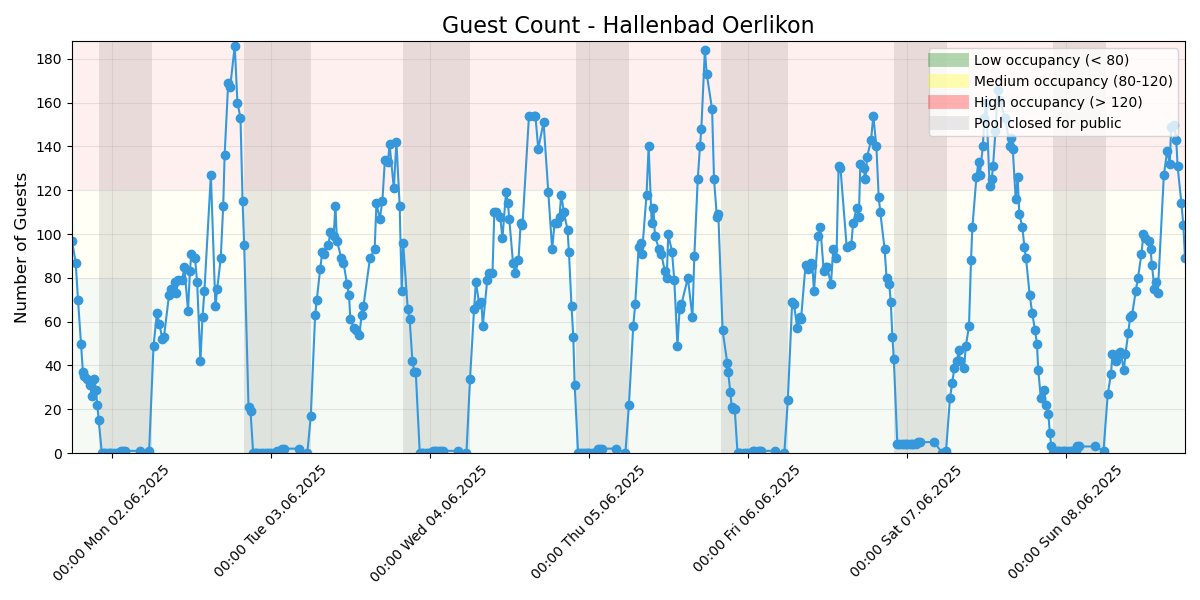 Guest Count - Hallenbad Oerlikon
Number of Guests
180
160
140
120
100
80
60
40
20
0
Low occupancy (< 80)
Medium occupancy (80-120)
High occupancy (> 120)
Pool closed for public
00:00 Mon 02.06.2025
00:00 Tue 03.06.2025
00:00 Wed 04.06.2025
00:00 Thu 05.06.2025
00:00 Fri 06.06.2025
00:00 Sat 07.06.2025
00:00 Sun 08.06.2025